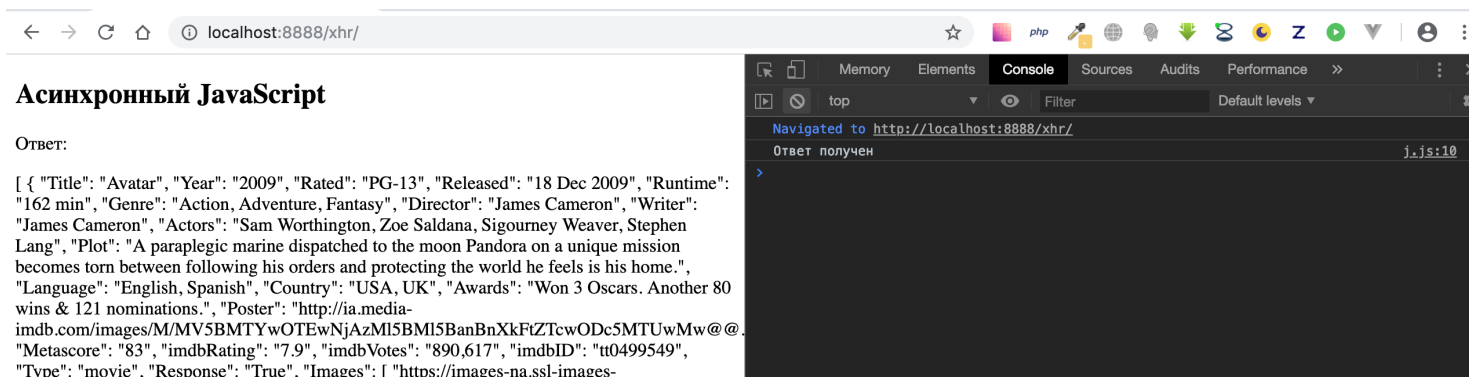 localhost:8888/xhr/
php
Z
Асинхронный JavaScript
Ответ:
[ { "Title": "Avatar", "Year": "2009", "Rated": "PG-13", "Released": "18 Dec 2009", "Runtime":
"162 min", "Genre": "Action, Adventure, Fantasy", "Director": "James Cameron", "Writer":
"James Cameron", "Actors": "Sam Worthington, Zoe Saldana, Sigourney Weaver, Stephen
Lang", "Plot": "A paraplegic marine dispatched to the moon Pandora on a unique mission
becomes torn between following his orders and protecting the world he feels is his home.",
"Language": "English, Spanish", "Country": "USA, UK", "Awards": "Won 3 Oscars. Another 80
wins & 121 nominations.", "Poster": "http://ia.media-
imdb.com/images/M/MV5BMTYwOTEwNjAzMl5BMl5BanBnXkFtZTcwODc5MTUwMw@@.
"Metascore": "83", "imdbRating": "7.9", "imdbVotes": "890,617", "imdbID": "tt0499549",
"Type": "movie", "Response": "True", "Images": [ "https://images-na.ssl-images-
Memory Elements Console Sources Audits Performance »
top Filter Default levels
Navigated to http://localhost:8888/xhr/
Ответ получен j.js:10